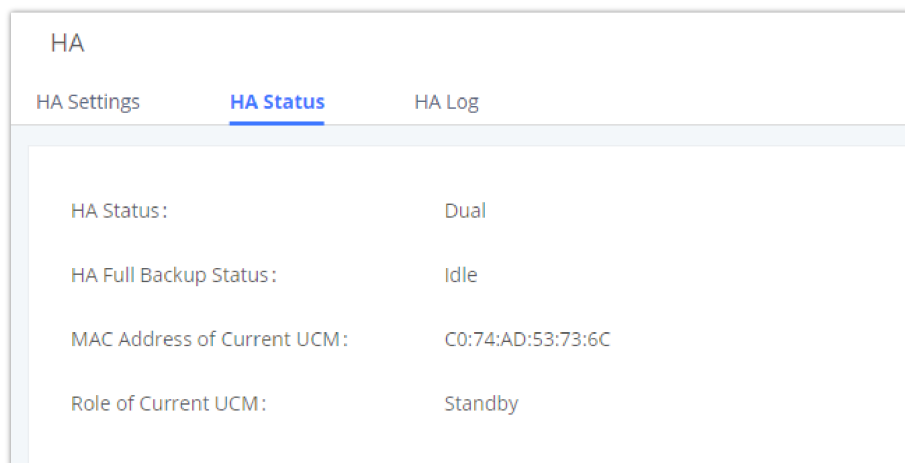 HA
HA Settings HA Status HA Log
HA Status: Dual
HA Full Backup Status: Idle
MAC Address of Current UCM: C0:74:AD:53:73:6C
Role of Current UCM: Standby